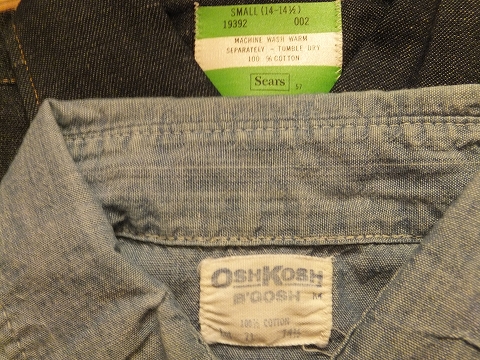 SMALL (14-14½)
19392 002
MACHINE WASH WARM
SEPARATELY - TUMBLE DRY
100 % COTTON
Sears 57
OSHKOSH
B'GOSH
100% COTTON